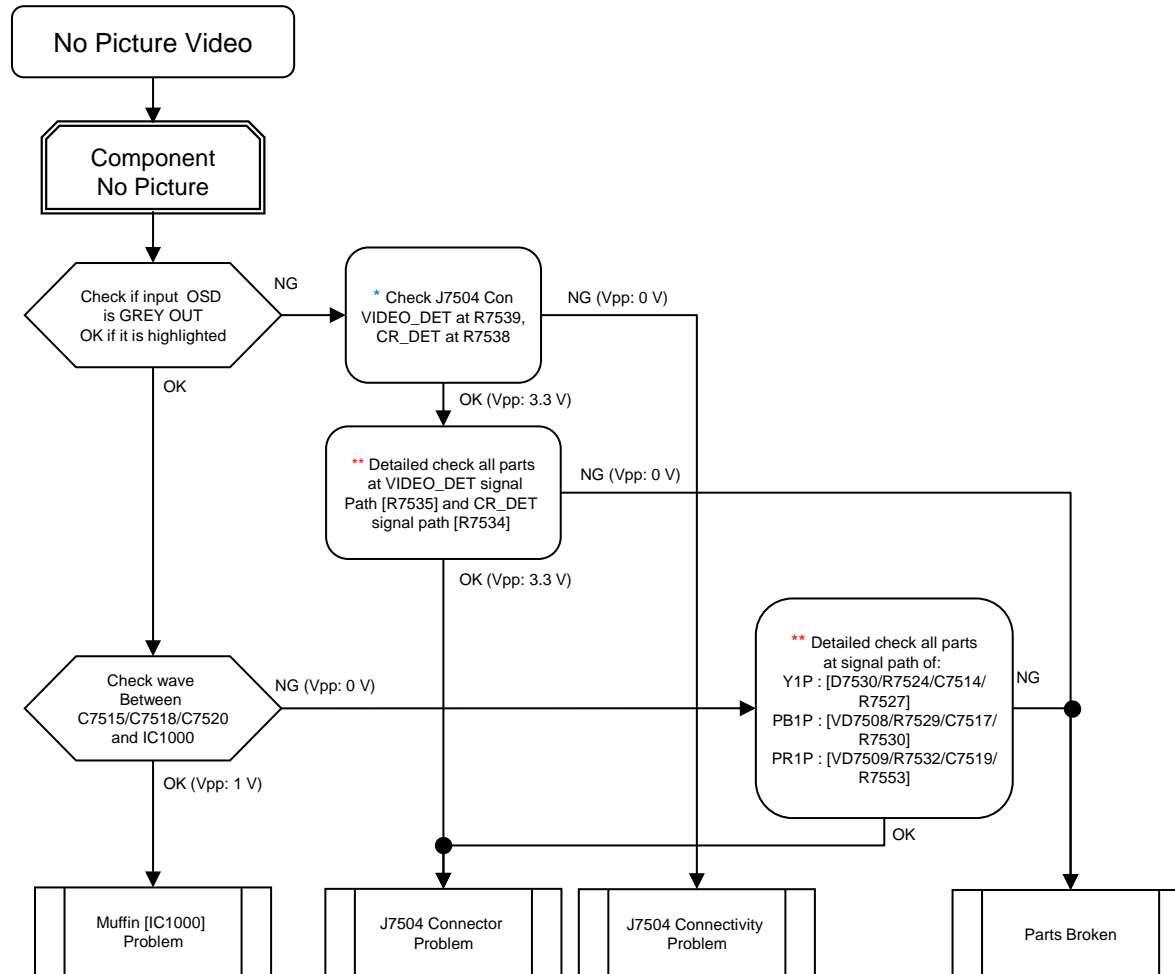 No Picture Video
Component
No Picture
Check if input OSD
is GREY OUT
OK if it is highlighted
NG
OK
* Check J7504 Con
VIDEO_DET at R7539,
CR_DET at R7538
NG (Vpp: 0 V)
OK (Vpp: 3.3 V)
** Detailed check all parts
at VIDEO_DET signal
Path [R7535] and CR_DET
signal path [R7534]
NG (Vpp: 0 V)
OK (Vpp: 3.3 V)
Check wave
Between
C7515/C7518/C7520
and IC1000
NG (Vpp: 0 V)
OK (Vpp: 1 V)
** Detailed check all parts
at signal path of:
Y1P : [D7530/R7524/C7514/
R7527]
PB1P : [VD7508/R7529/C7517/
R7530]
PR1P : [VD7509/R7532/C7519/
R7553]
NG
OK
Muffin [IC1000]
Problem
J7504 Connector
Problem
J7504 Connectivity
Problem
Parts Broken